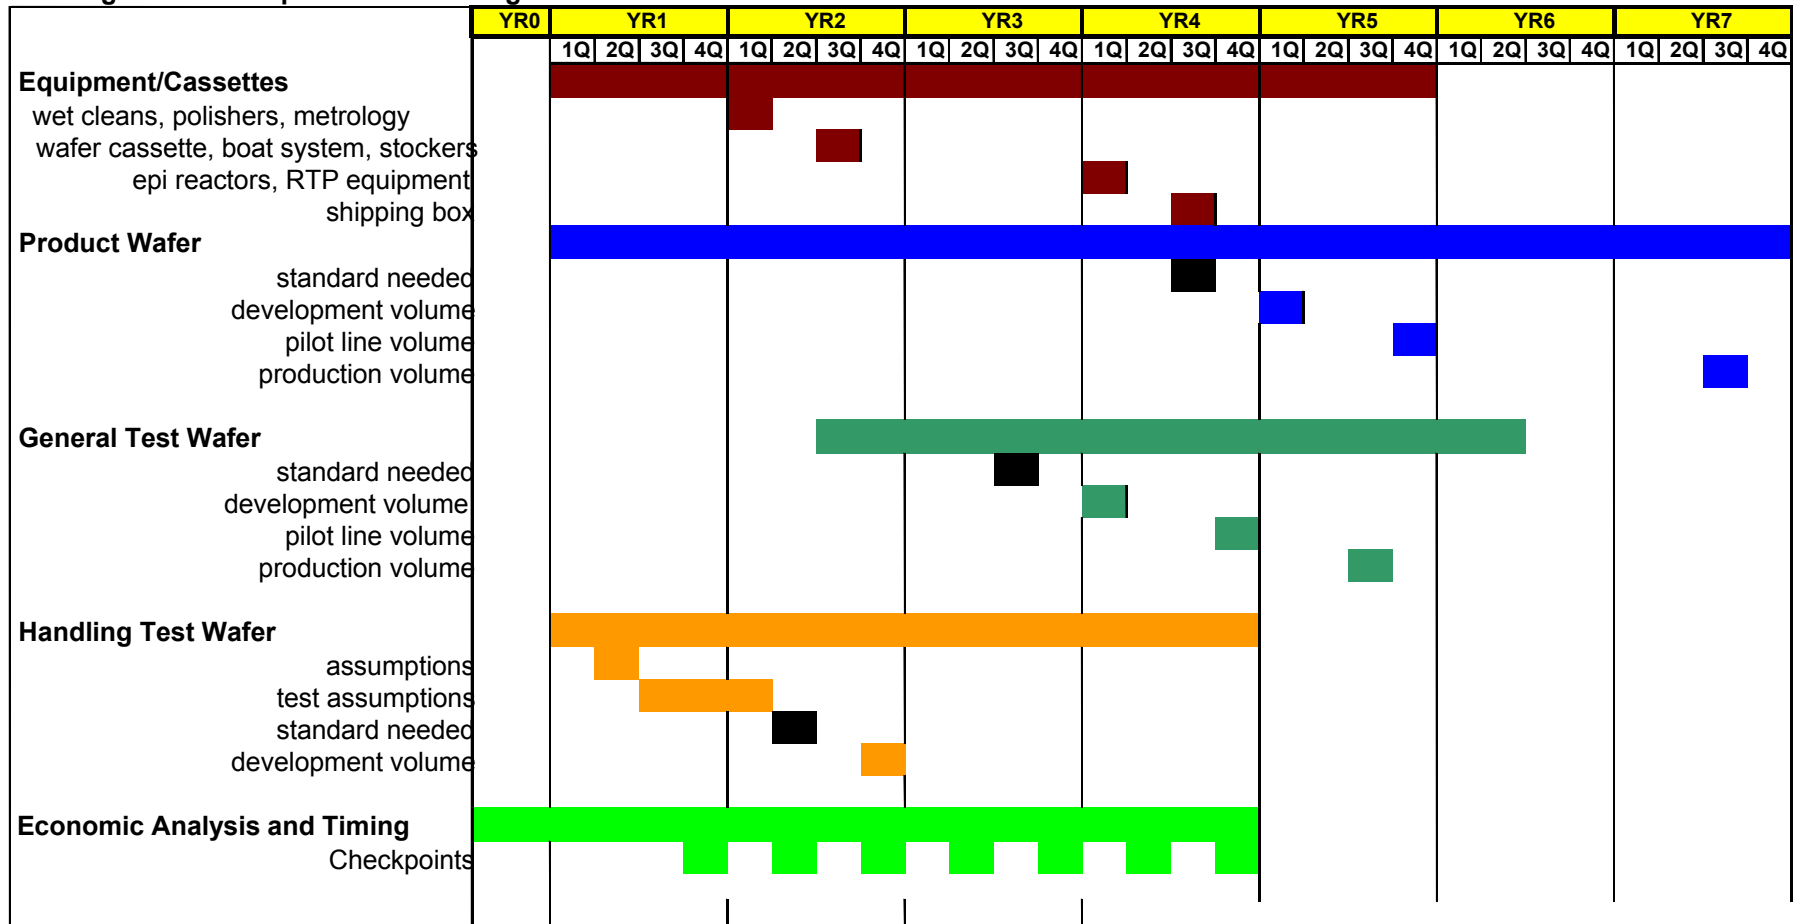 YR0 YR1 YR2 YR3 YR4 YR5 YR6 YR7
1Q 2Q 3Q 4Q 1Q 2Q 3Q 4Q 1Q 2Q 3Q 4Q 1Q 2Q 3Q 4Q 1Q 2Q 3Q 4Q 1Q 2Q 3Q 4Q 1Q 2Q 3Q 4Q
Equipment/Cassettes
wet cleans, polishers, metrology
wafer cassette, boat system, stockers
epi reactors, RTP equipment
shipping box
Product Wafer
standard needed
development volume
pilot line volume
production volume
General Test Wafer
standard needed
development volume
pilot line volume
production volume
Handling Test Wafer
assumptions
test assumptions
standard needed
development volume
Economic Analysis and Timing
Checkpoints